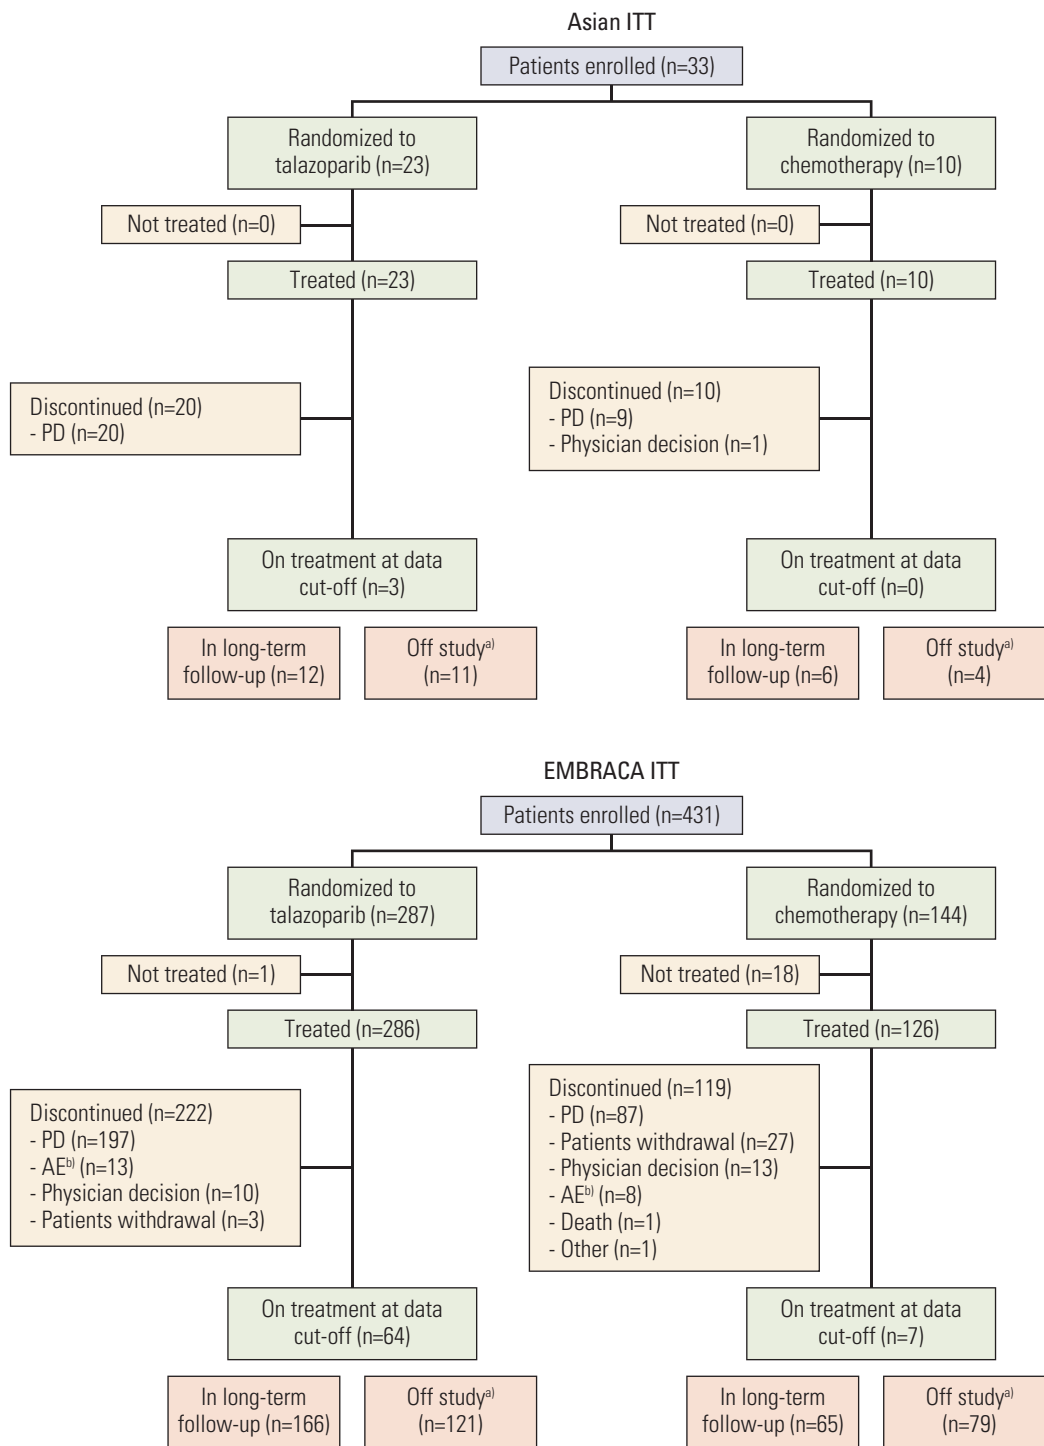 Asian ITT
Patients enrolled (n=33)
Randomized to
talazoparib (n=23)
Randomized to
chemotherapy (n=10)
Not treated (n=0)
Not treated (n=0)
Treated (n=23)
Treated (n=10)
Discontinued (n=20)
- PD (n=20)
Discontinued (n=10)
- PD (n=9)
- Physician decision (n=1)
On treatment at data
cut-off (n=3)
On treatment at data
cut-off (n=0)
In long-term
follow-up (n=12)
Off study^a)
(n=11)
In long-term
follow-up (n=6)
Off study^a)
(n=4)
EMBRACA ITT
Patients enrolled (n=431)
Randomized to
talazoparib (n=287)
Randomized to
chemotherapy (n=144)
Not treated (n=1)
Not treated (n=18)
Treated (n=286)
Treated (n=126)
Discontinued (n=222)
- PD (n=197)
- AE^b) (n=13)
- Physician decision (n=10)
- Patients withdrawal (n=3)
Discontinued (n=119)
- PD (n=87)
- Patients withdrawal (n=27)
- Physician decision (n=13)
- AE^b) (n=8)
- Death (n=1)
- Other (n=1)
On treatment at data
cut-off (n=64)
On treatment at data
cut-off (n=7)
In long-term
follow-up (n=166)
Off study^a)
(n=121)
In long-term
follow-up (n=65)
Off study^a)
(n=79)